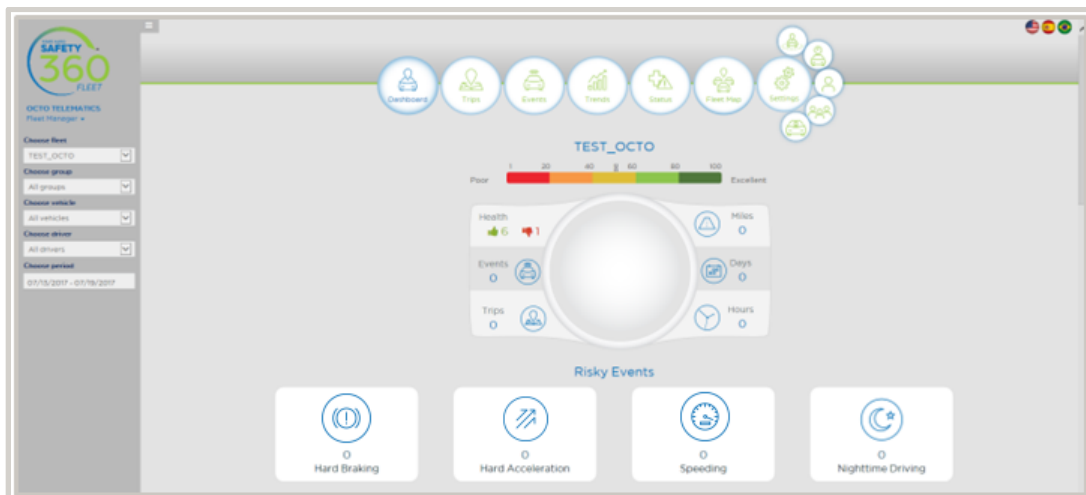 SAFETY
360
FLEET
OCTO TELEMATICS
Fleet Manager
Choose fleet
TEST_OCTO
Choose group
All groups
Choose vehicle
All vehicles
Choose driver
All drivers
Choose period
07/13/2017 - 07/19/2017
Dashboard
Trips
Events
Trends
Status
Fleet Map
Settings
TEST_OCTO
1 20 40 60 80 100
Poor
Excellent
Health
6 1
Miles
0
Events
0
Days
0
Trips
0
Hours
0
Risky Events
0
Hard Braking
0
Hard Acceleration
0
Speeding
0
Nighttime Driving